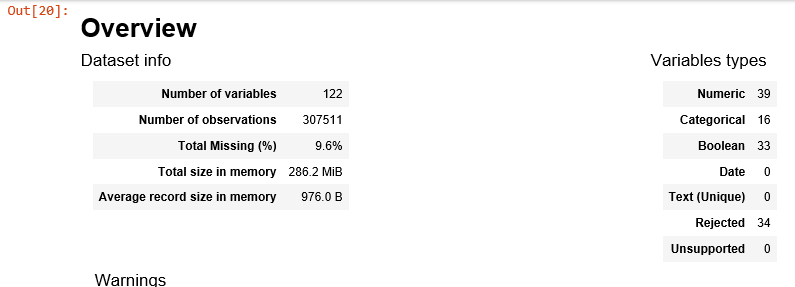 Out[20]:
Overview
Dataset info
Number of variables 122
Number of observations 307511
Total Missing (%) 9.6%
Total size in memory 286.2 MiB
Average record size in memory 976.0 B
Variables types
Numeric 39
Categorical 16
Boolean 33
Date 0
Text (Unique) 0
Rejected 34
Unsupported 0
Warnings